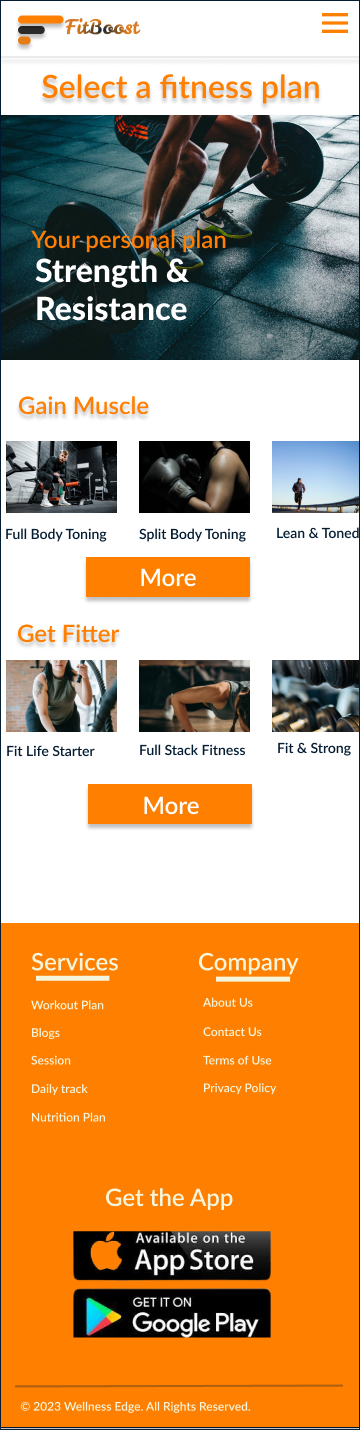 FitBoost
Select a fitness plan
Your personal plan
Strength &
Resistance
Gain Muscle
Full Body Toning
Split Body Toning
Lean & Toned
More
Get Fitter
Fit Life Starter
Full Stack Fitness
Fit & Strong
More
Services
Workout Plan
Blogs
Session
Daily track
Nutrition Plan
Company
About Us
Contact Us
Terms of Use
Privacy Policy
Get the App
Available on the
App Store
GET IT ON
Google Play
© 2023 Wellness Edge. All Rights Reserved.